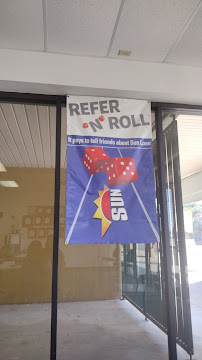 REFER
'N' ROLL
It pays to tell friends about Sun Loan!
SUN